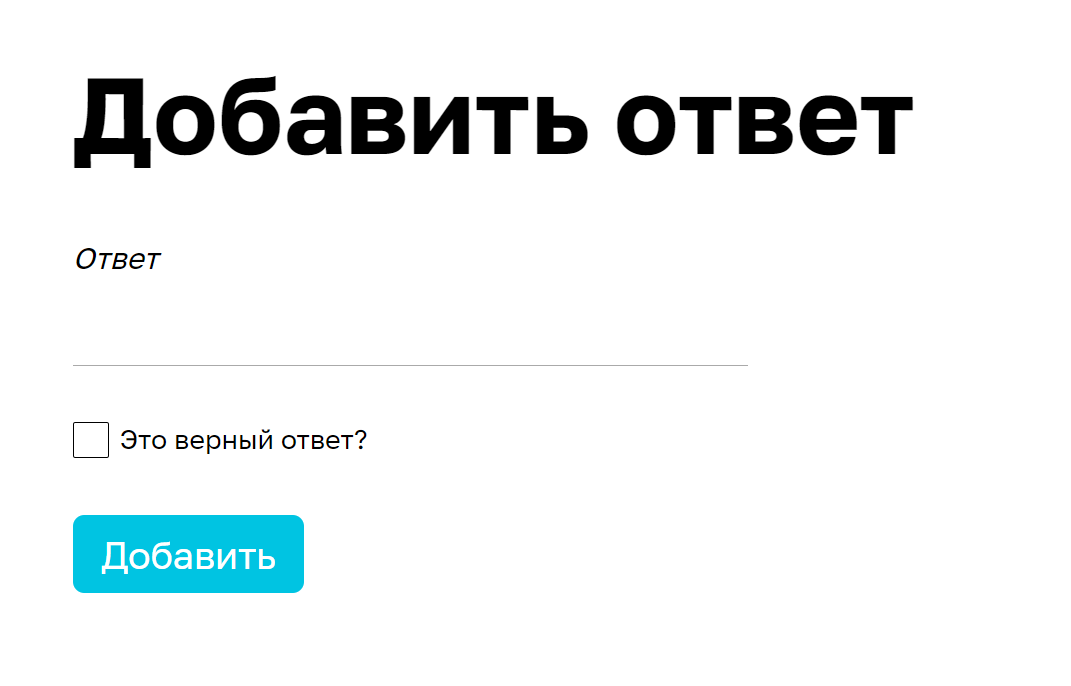 Добавить ответ
Ответ
Это верный ответ?
Добавить